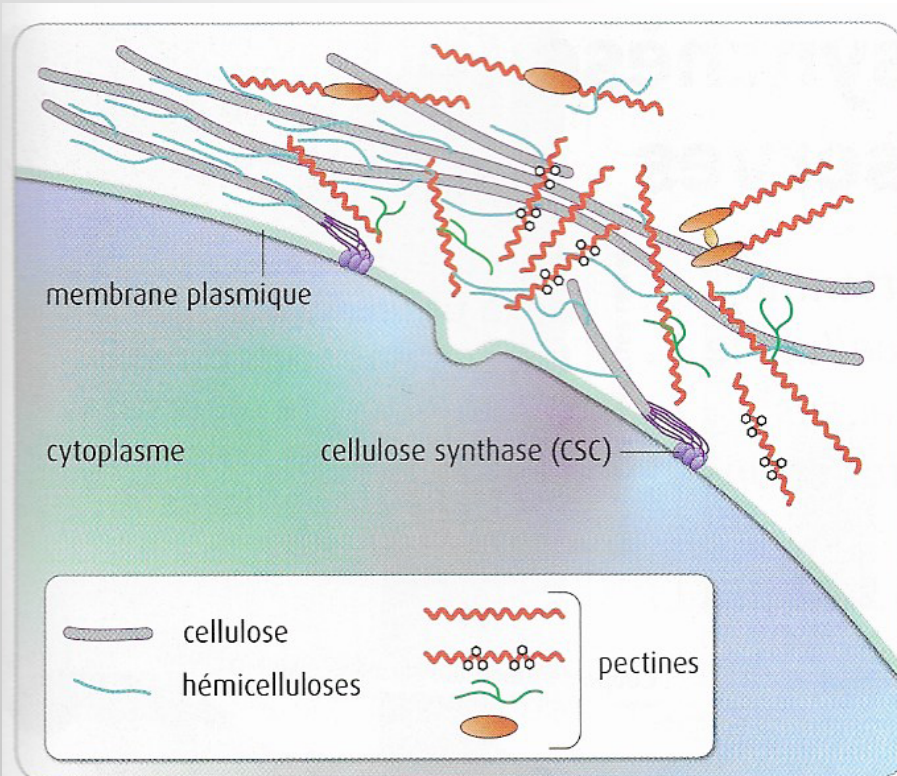 membrane plasmique
cytoplasme
cellulose synthase (CSC)
cellulose
hémicelluloses
pectines